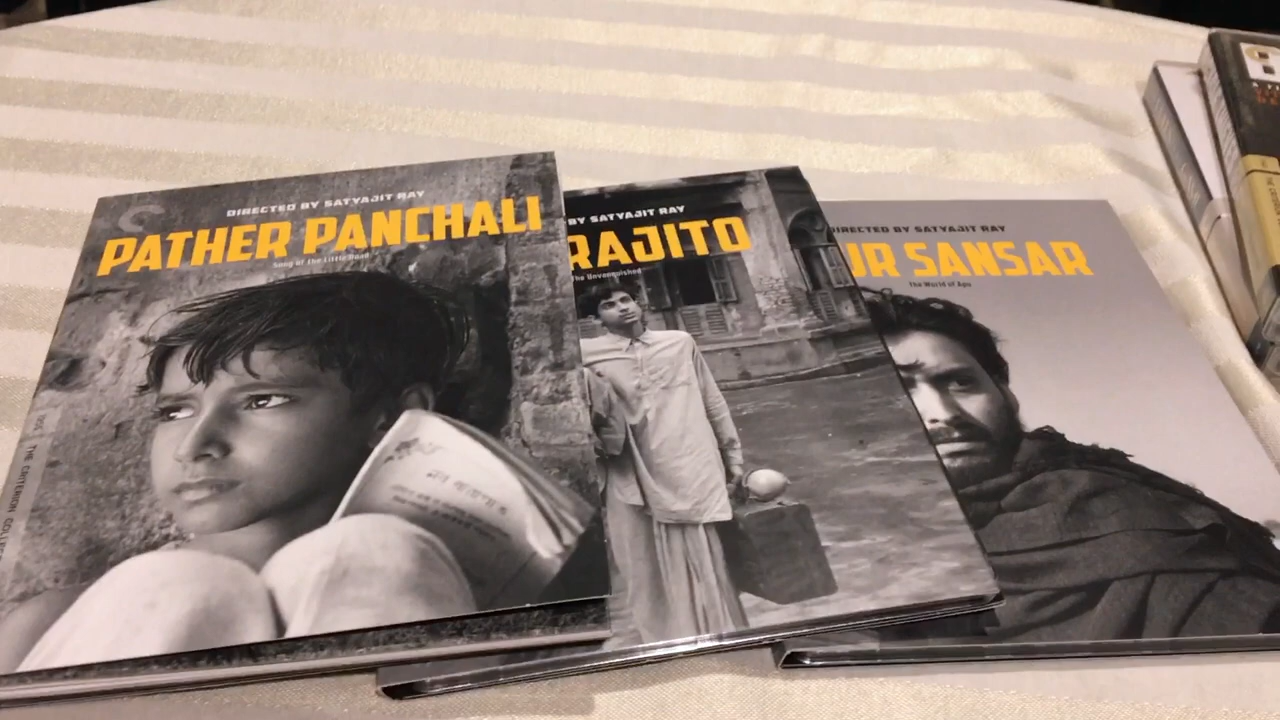 DIRECTED BY SATYAJIT RAY
PATHER PANCHALI
Song of the Little Road
THE CRITERION COLLE
BY SATYAJIT RAY
RAJITO
The Unvanquished
DIRECTED BY SATYAJIT RAY
UR SANSAR
The World of Apu